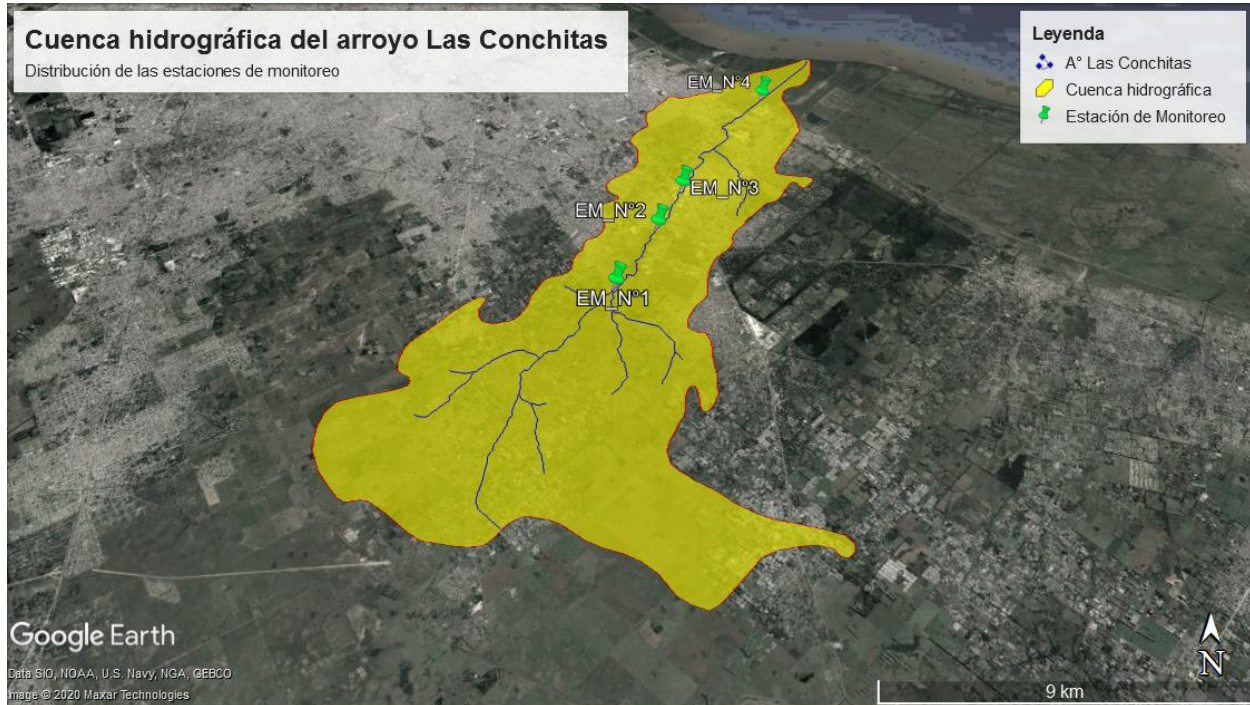 Cuenca hidrográfica del arroyo Las Conchitas
Distribución de las estaciones de monitoreo
Leyenda
A° Las Conchitas
Cuenca hidrográfica
Estación de Monitoreo
EM_N°4
EM_N°3
EM_N°2
EM_N°1
Google Earth
Data SIO, NOAA, U.S. Navy, NGA, GEBCO
Image © 2020 Maxar Technologies
N
9 km